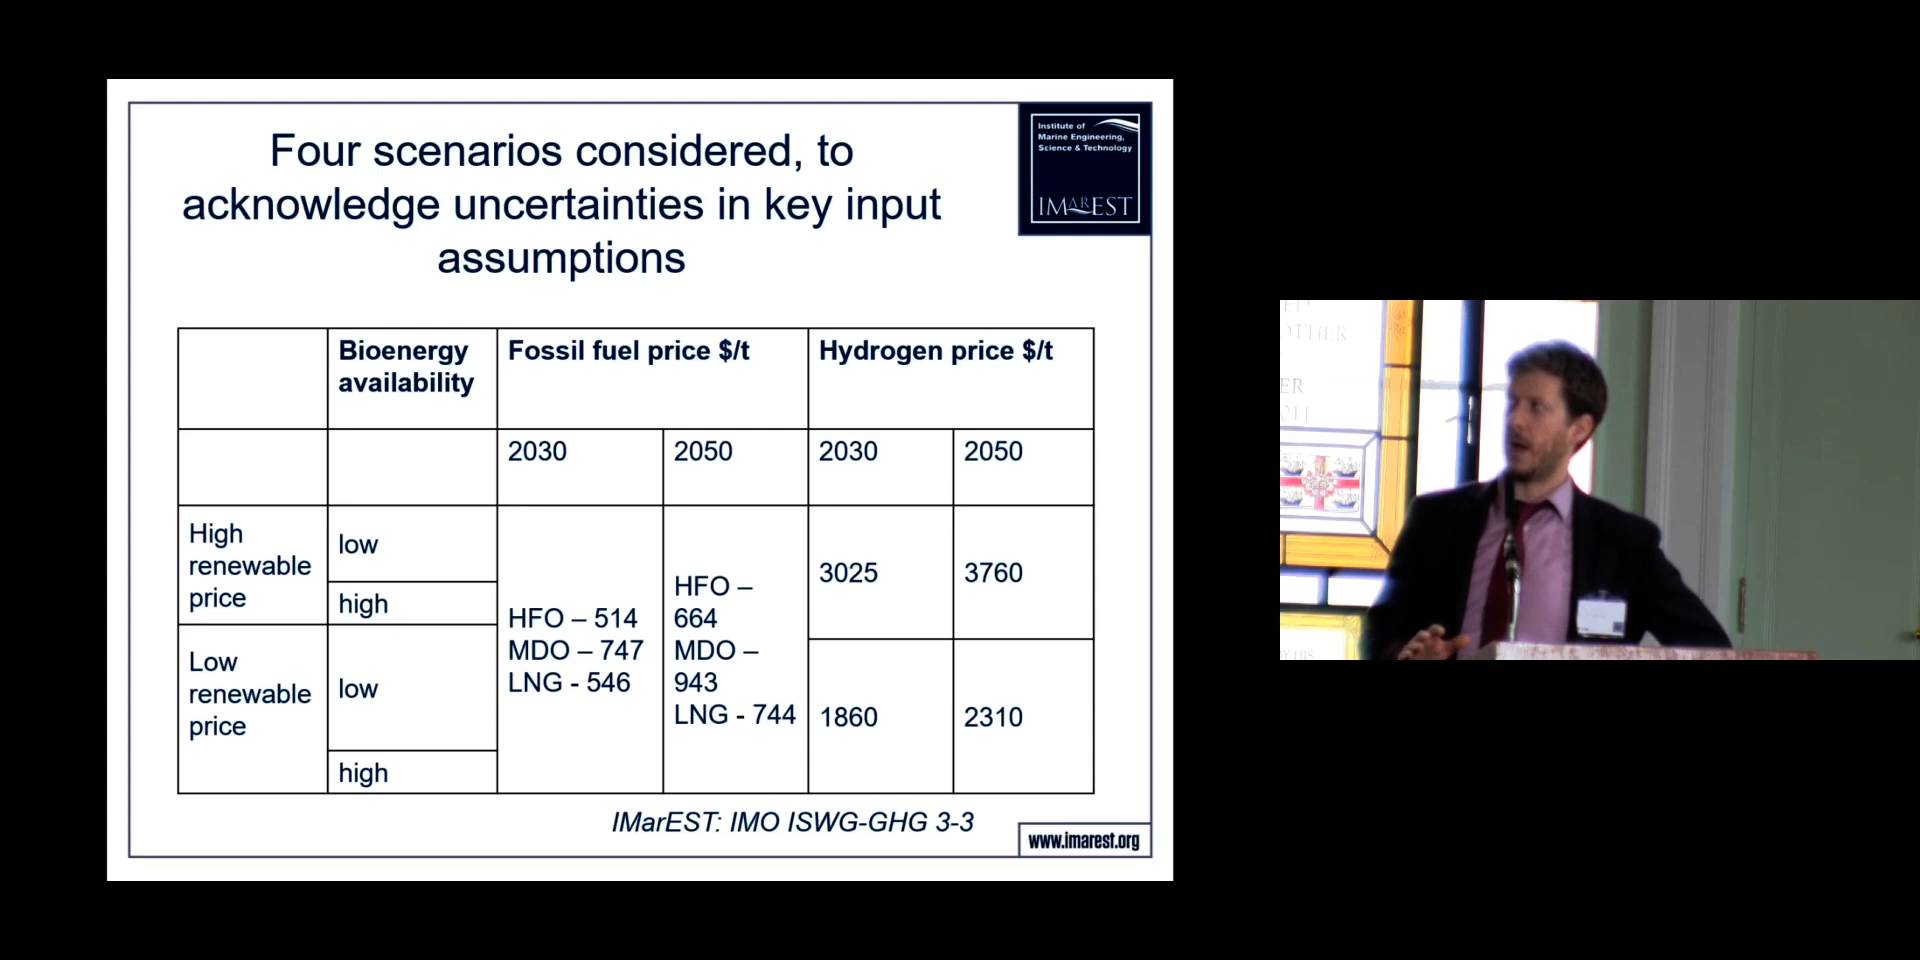 Four scenarios considered, to
acknowledge uncertainties in key input
assumptions
Institute of
Marine Engineering,
Science & Technology
IMarEST
Bioenergy
availability
Fossil fuel price $/t
Hydrogen price $/t
2030
2050
2030
2050
High
renewable
price
low
high
HFO – 514
MDO – 747
LNG - 546
HFO –
664
MDO –
943
LNG - 744
3025
3760
Low
renewable
price
low
high
1860
2310
IMarEST: IMO ISWG-GHG 3-3
www.imarest.org
OTHER
ER